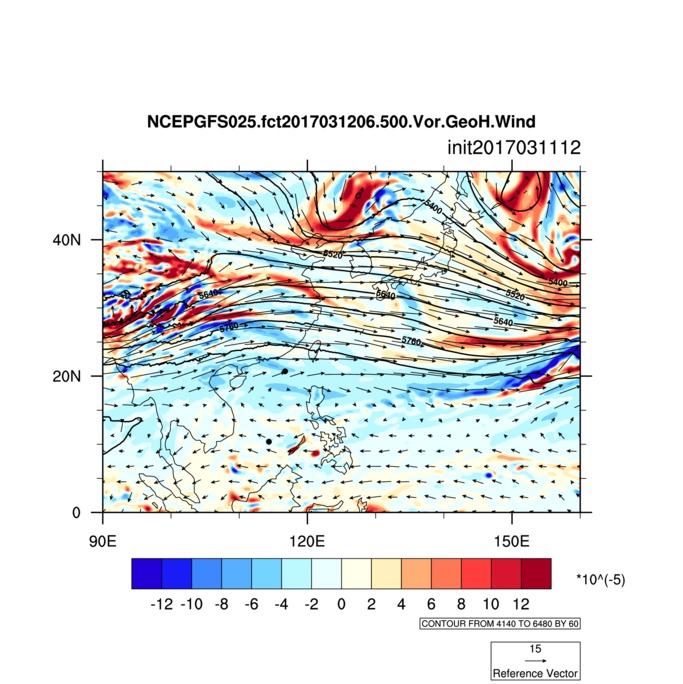 NCEPGFS025.fct2017031206.500.Vor.GeoH.Wind
init2017031112
40N
20N
0
90E 120E 150E
5400
5520
5640
5760
5640
5400
5520
5640
5760
-12 -10 -8 -6 -4 -2 0 2 4 6 8 10 12
*10^(-5)
CONTOUR FROM 4140 TO 6480 BY 60
15
Reference Vector